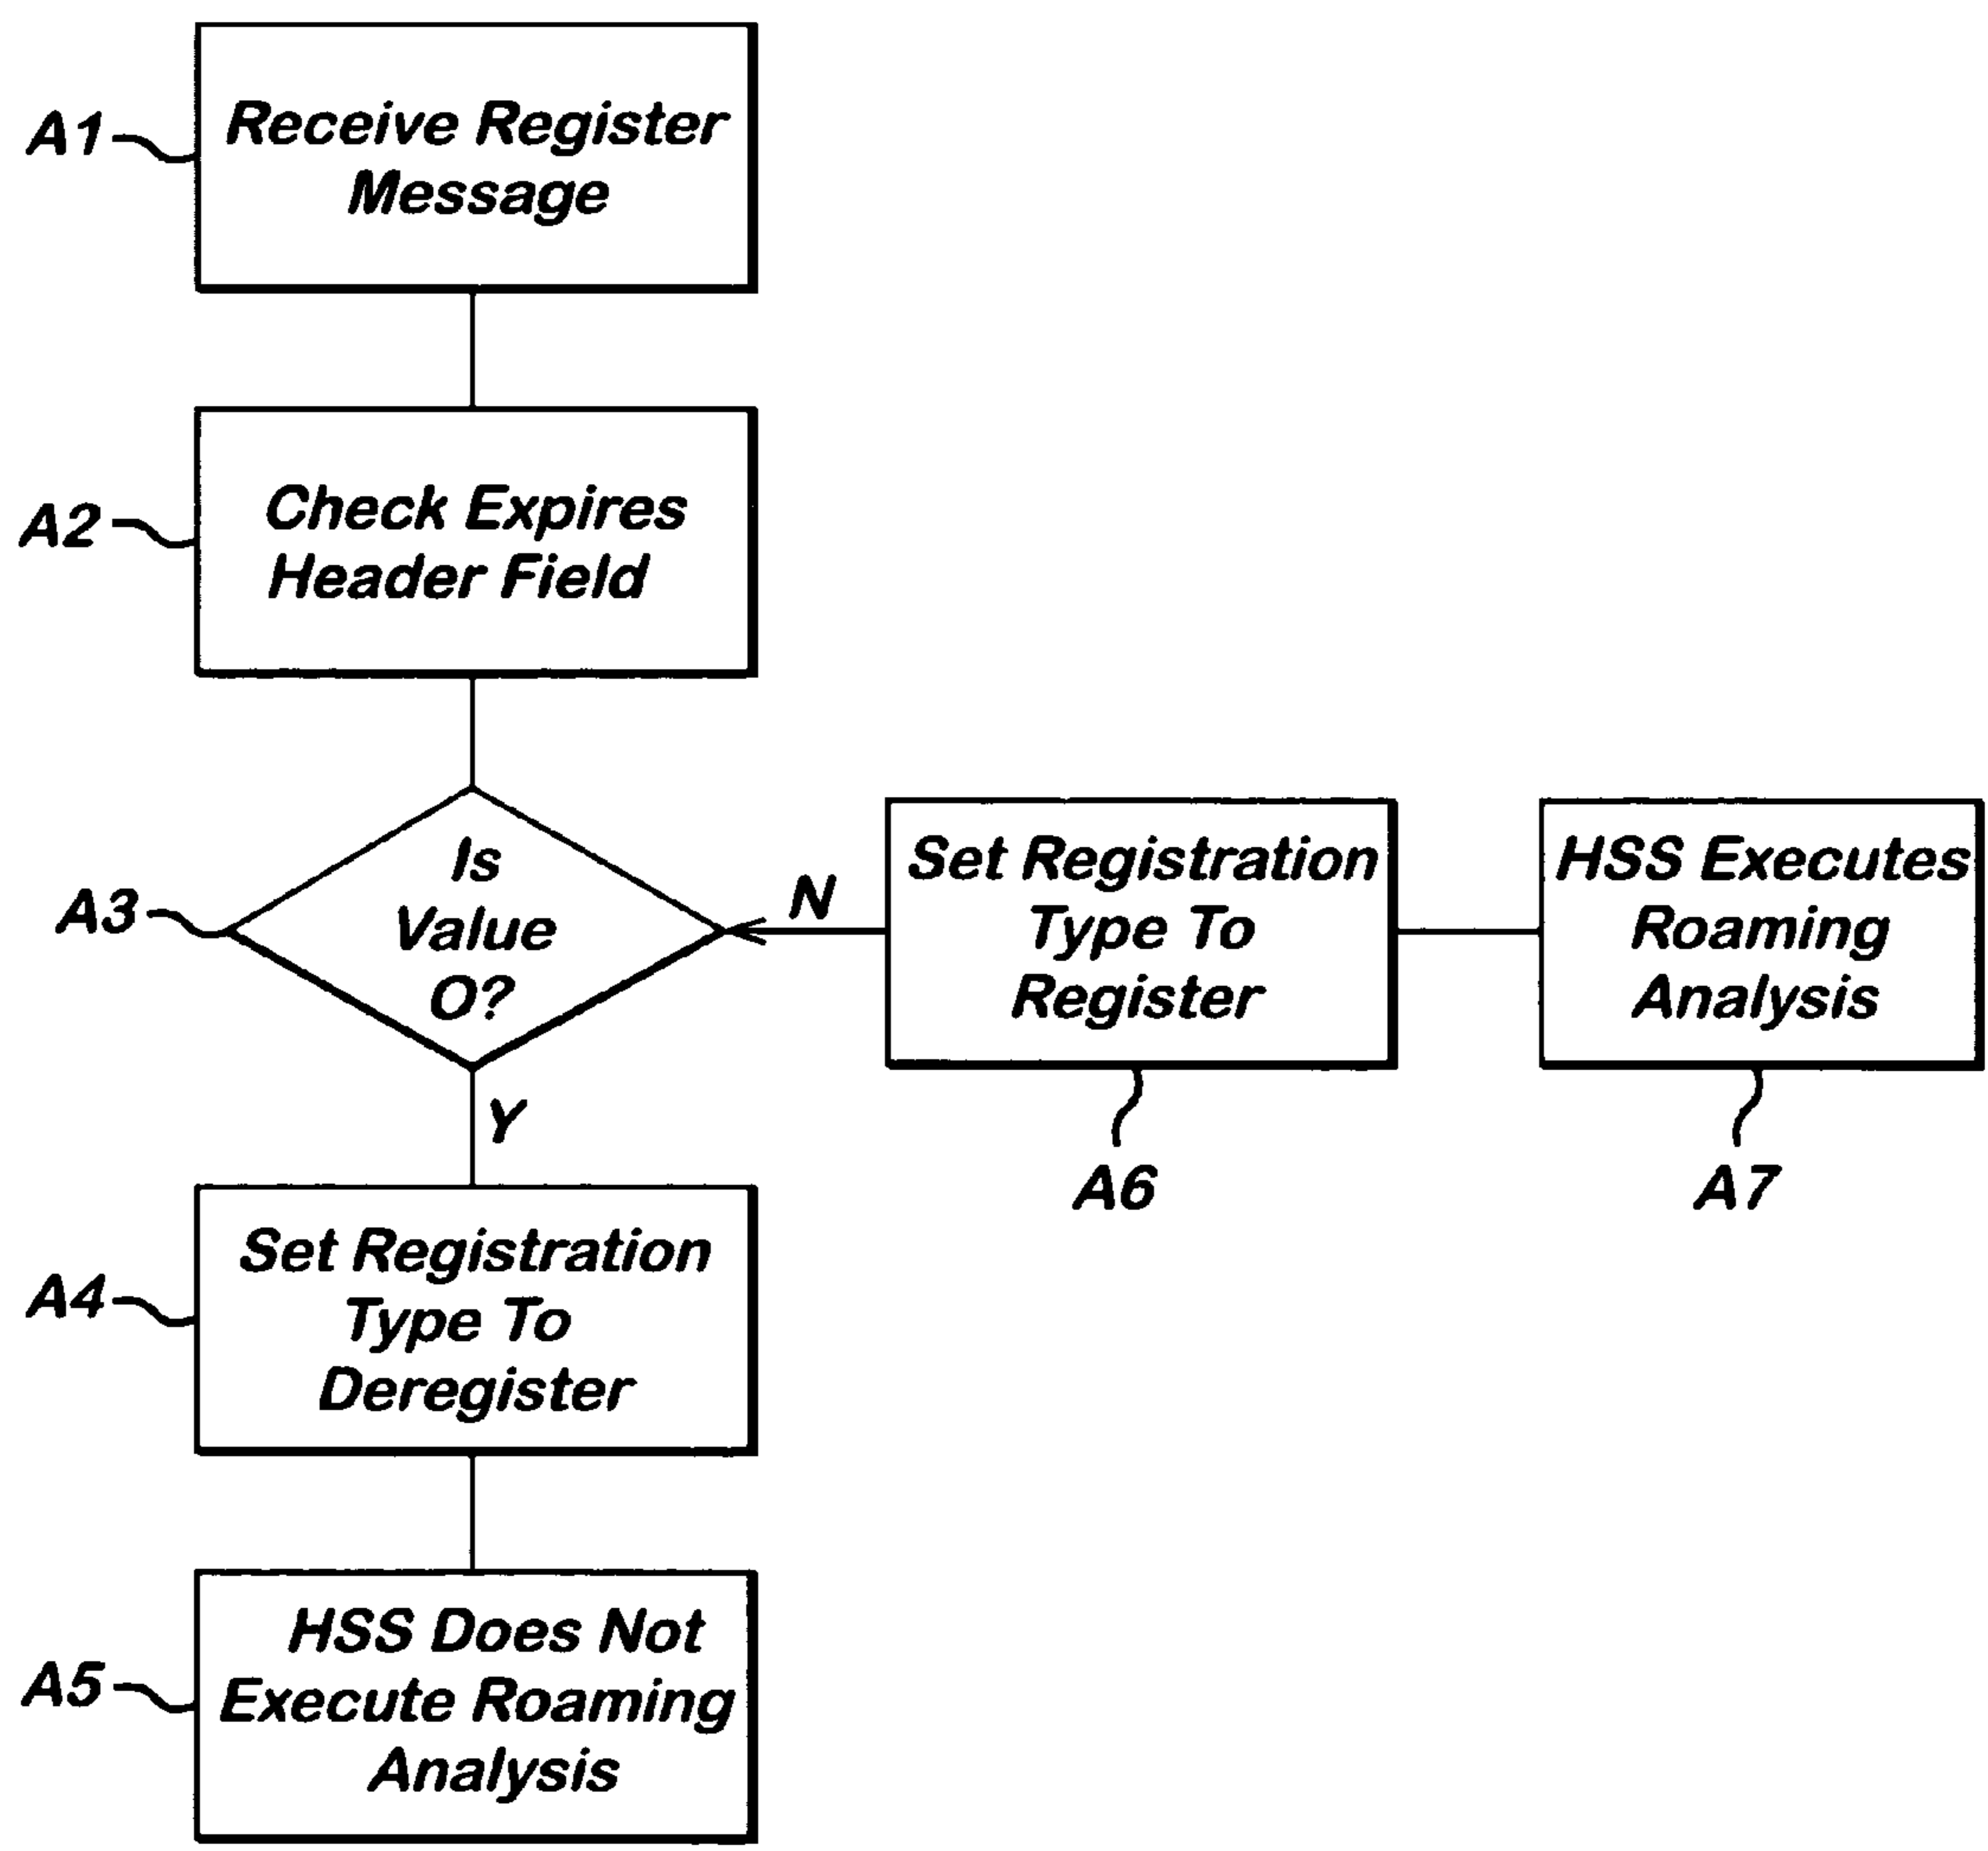 A1
Receive Register
Message
A2
Check Expires
Header Field
A3
Is
Value
O?
N
Set Registration
Type To
Register
A6
HSS Executes
Roaming
Analysis
A7
Y
A4
Set Registration
Type To
Deregister
A5
HSS Does Not
Execute Roaming
Analysis